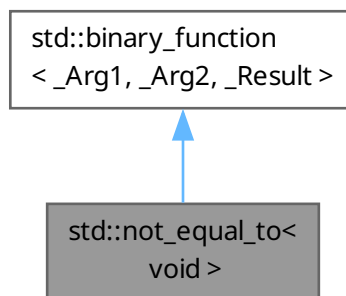 std::binary_function
< _Arg1, _Arg2, _Result >
std::not_equal_to<
void >